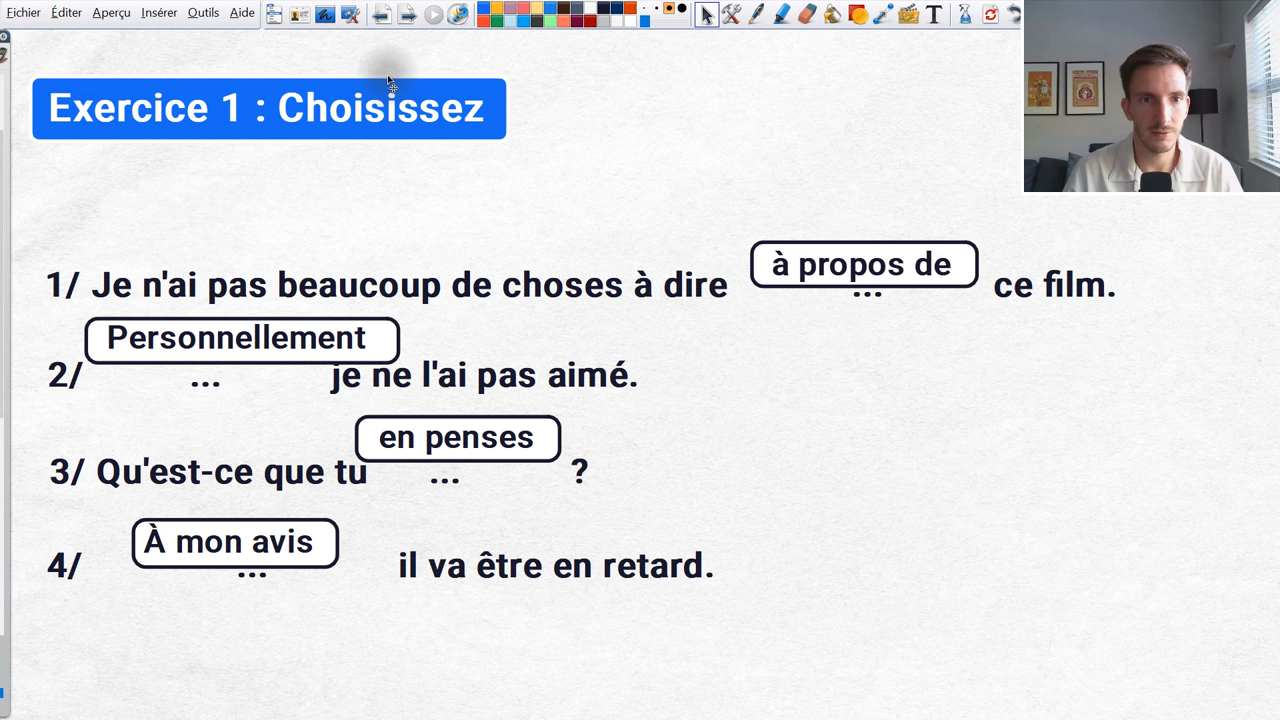 Fichier Éditer Aperçu Insérer Outils Aide
Exercice 1 : Choisissez
1/ Je n'ai pas beaucoup de choses à dire à propos de ... ce film.
Personnellement
2/ ... je ne l'ai pas aimé.
en penses
3/ Qu'est-ce que tu ... ?
À mon avis
4/ ... il va être en retard.